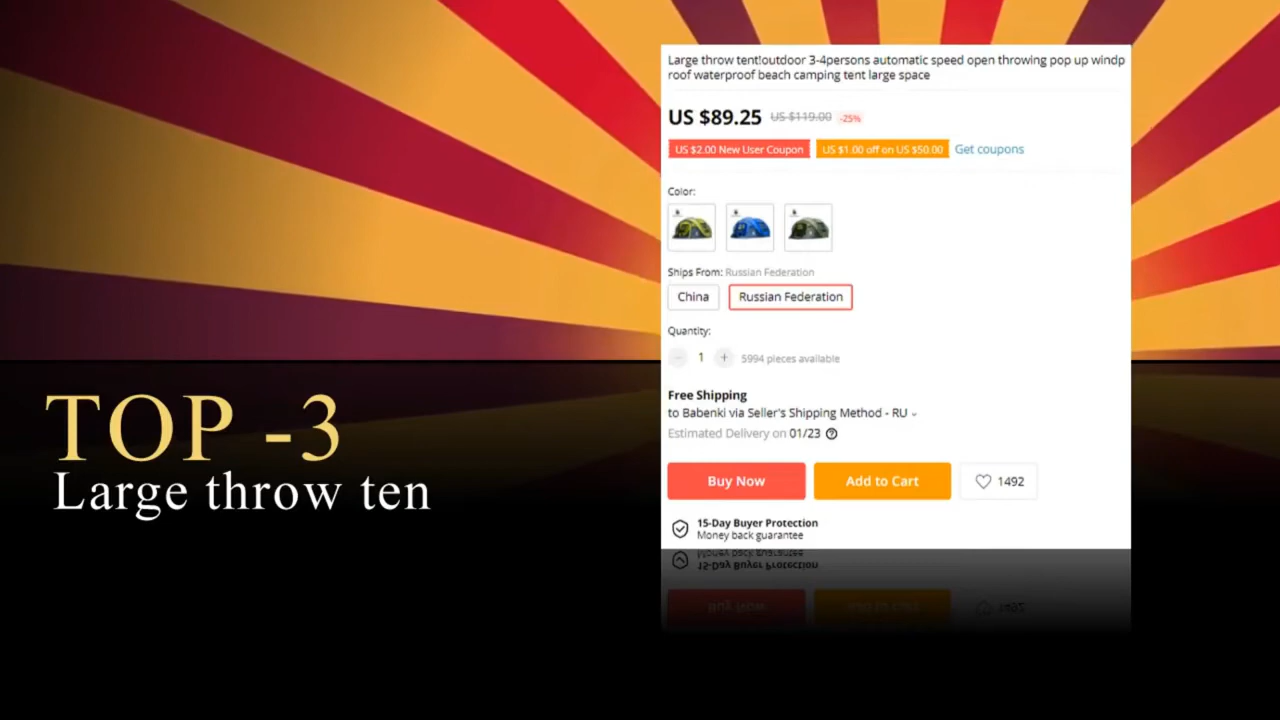 Large throw tent!outdoor 3-4persons automatic speed open throwing pop up windp
roof waterproof beach camping tent large space
US $89.25 US $119.00 -25%
US $2.00 New User Coupon US $1.00 off on US $50.00 Get coupons
Color:
Ships From: Russian Federation
China Russian Federation
Quantity:
- 1 + 5994 pieces available
Free Shipping
to Babenki via Seller's Shipping Method - RU
Estimated Delivery on 01/23 ?
Buy Now Add to Cart 1492
15-Day Buyer Protection
Money back guarantee
TOP -3
Large throw ten